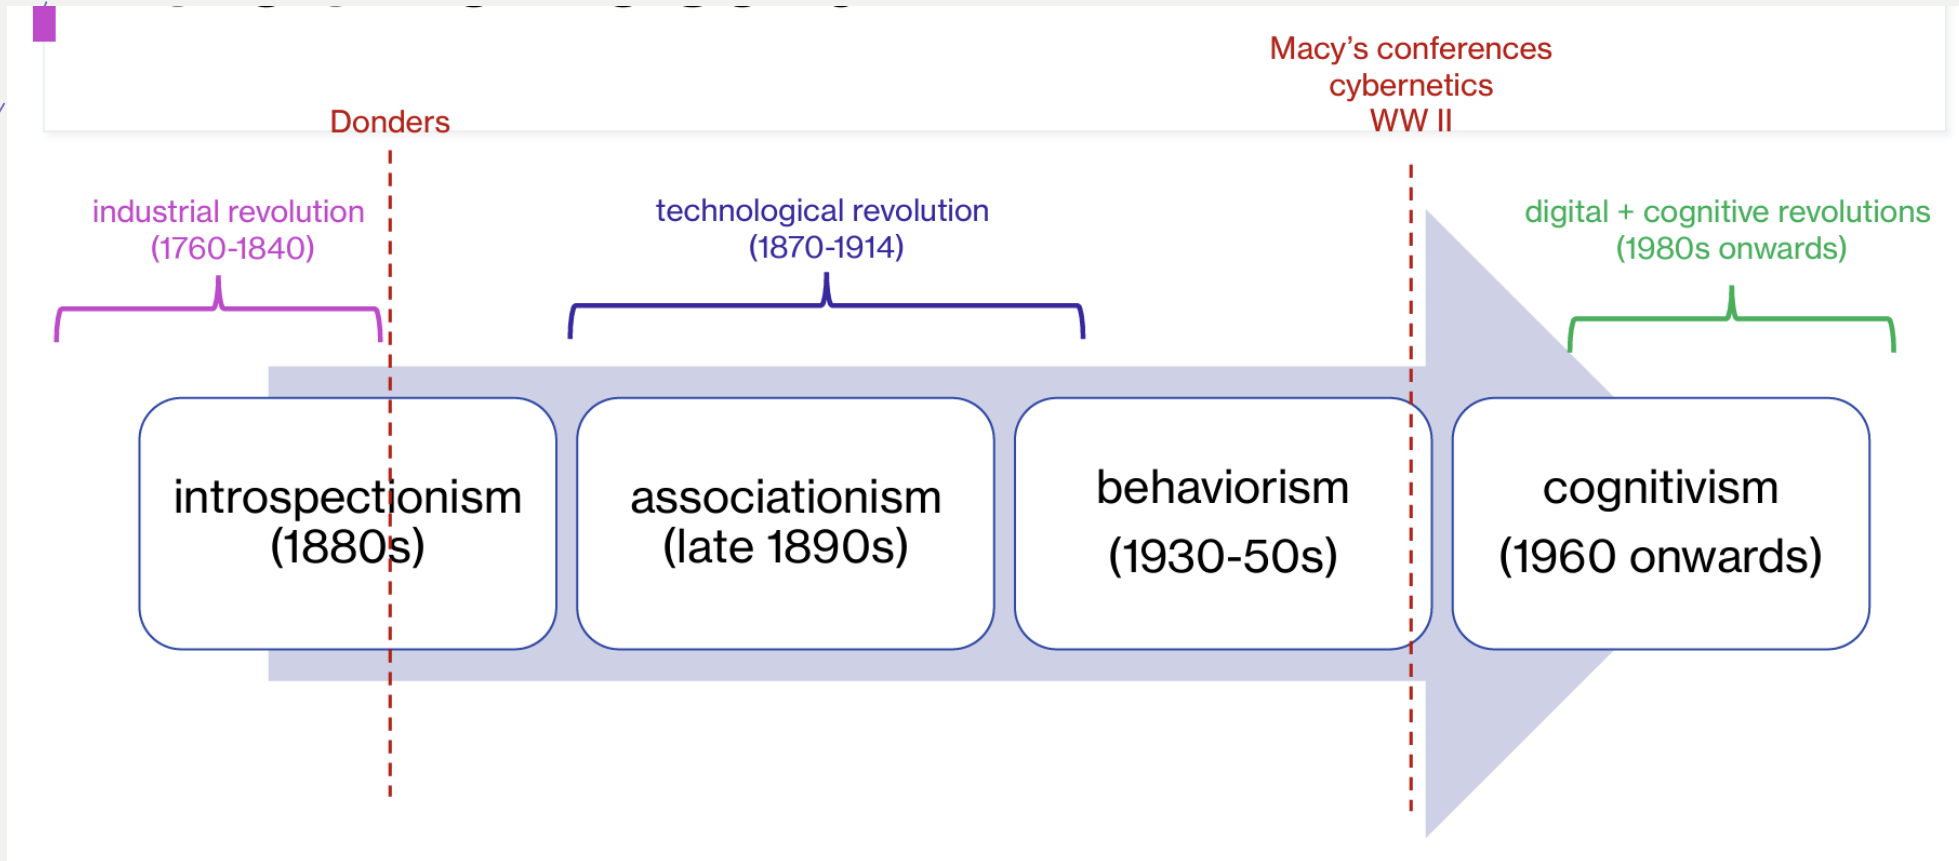 Macy’s conferences
cybernetics
WW II
Donders
industrial revolution
(1760-1840)
technological revolution
(1870-1914)
digital + cognitive revolutions
(1980s onwards)
introspectionism
(1880s)
associationism
(late 1890s)
behaviorism
(1930-50s)
cognitivism
(1960 onwards)